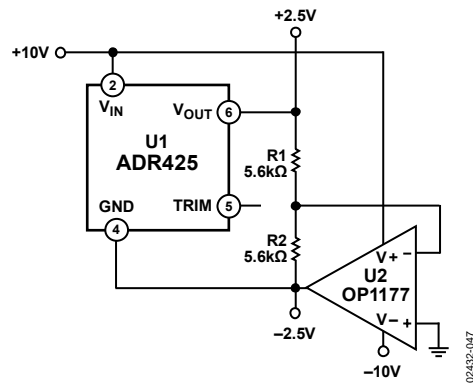 +2.5V
+10V
2
VIN
VOUT
6
U1
ADR425
R1
5.6kΩ
GND
TRIM
5
4
R2
5.6kΩ
V+
–
U2
OP1177
V–
+
–2.5V
–10V
02432-047